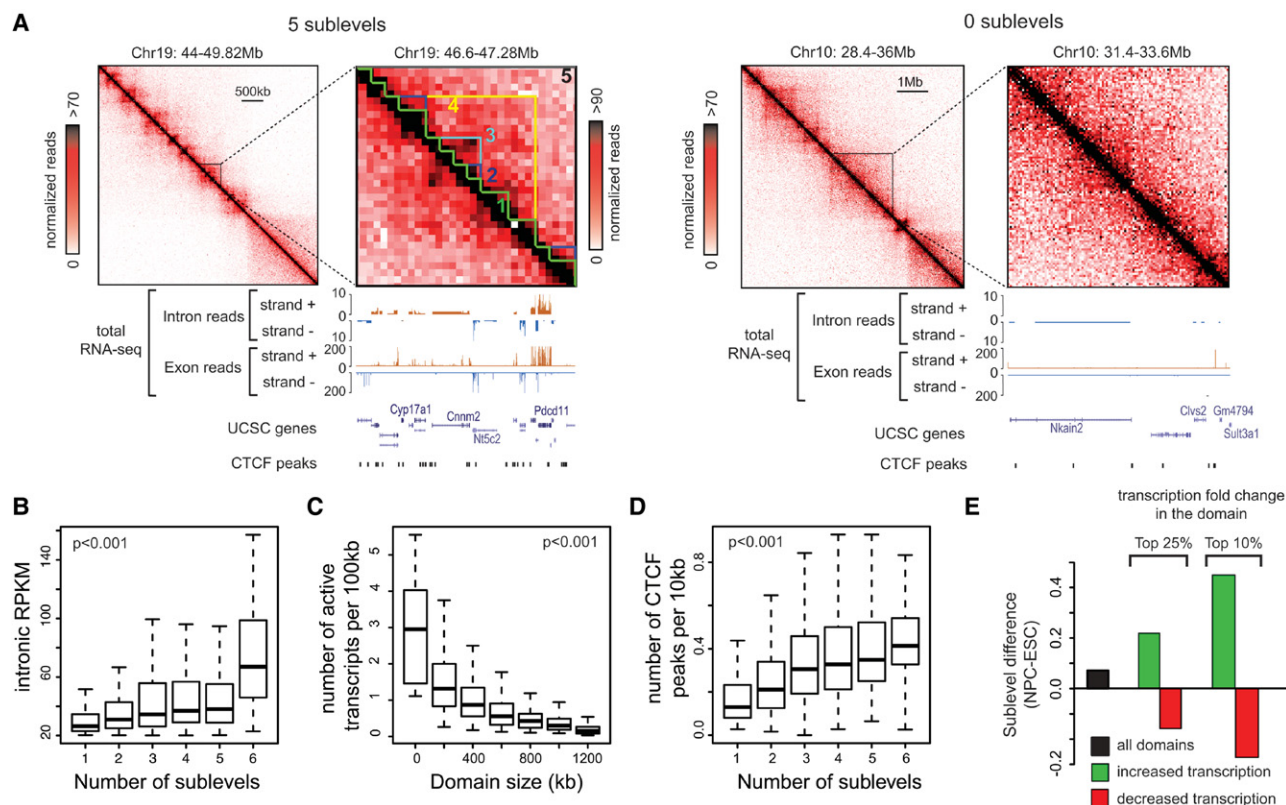 A
5 sublevels
Chr19: 44-49.82Mb
Chr19: 46.6-47.28Mb
500kb
>70
normalized reads
0
5
4
3
2
1
>90
normalized reads
0
total RNA-seq
Intron reads
strand +
strand -
10
0
10
Exon reads
strand +
strand -
200
0
200
Cyp17a1
Cnnm2
Nt5c2
Pdcd11
UCSC genes
CTCF peaks
0 sublevels
Chr10: 28.4-36Mb
Chr10: 31.4-33.6Mb
1Mb
>70
normalized reads
0
total RNA-seq
Intron reads
strand +
strand -
10
0
10
Exon reads
strand +
strand -
200
0
200
Nkain2
Clvs2
Gm4794
Sult3a1
UCSC genes
CTCF peaks
B
p<0.001
intronic RPKM
20
60
100
140
1 2 3 4 5 6
Number of sublevels
C
p<0.001
number of active transcripts per 100kb
0
1
2
3
4
5
0 400 800 1200
Domain size (kb)
D
p<0.001
number of CTCF peaks per 10kb
0.0
0.4
0.8
1 2 3 4 5 6
Number of sublevels
E
transcription fold change
in the domain
Top 25%
Top 10%
Sublevel difference
(NPC-ESC)
0.4
0.2
0.0
-0.2
all domains
increased transcription
decreased transcription